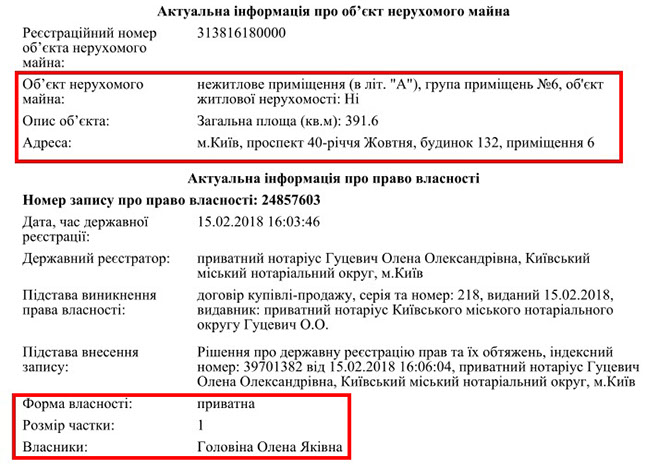 Актуальна інформація про об’єкт нерухомого майна
Реєстраційний номер об’єкта нерухомого майна: 313816180000
Об’єкт нерухомого майна: нежитлове приміщення (в літ. "А"), група приміщень №6, об'єкт житлової нерухомості: Ні
Опис об’єкта: Загальна площа (кв.м): 391.6
Адреса: м.Київ, проспект 40-річчя Жовтня, будинок 132, приміщення 6
Актуальна інформація про право власності
Номер запису про право власності: 24857603
Дата, час державної реєстрації: 15.02.2018 16:03:46
Державний реєстратор: приватний нотаріус Гуцевич Олена Олександрівна, Київський міський нотаріальний округ, м.Київ
Підстава виникнення права власності: договір купівлі-продажу, серія та номер: 218, виданий 15.02.2018, видавник: приватний нотаріус Київського міського нотаріального округу Гуцевич О.О.
Підстава внесення запису: Рішення про державну реєстрацію прав та їх обтяжень, індексний номер: 39701382 від 15.02.2018 16:06:04, приватний нотаріус Гуцевич Олена Олександрівна, Київський міський нотаріальний округ, м.Київ
Форма власності: приватна
Розмір частки: 1
Власники: Головіна Олена Яківна